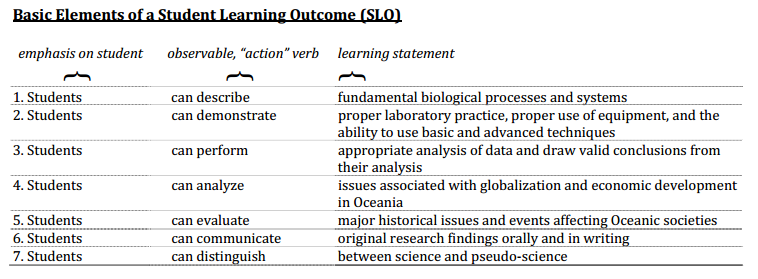 Basic Elements of a Student Learning Outcome (SLO)
emphasis on student observable, “action” verb learning statement
1. Students can describe fundamental biological processes and systems
2. Students can demonstrate proper laboratory practice, proper use of equipment, and the
ability to use basic and advanced techniques
3. Students can perform appropriate analysis of data and draw valid conclusions from
their analysis
4. Students can analyze issues associated with globalization and economic development
in Oceania
5. Students can evaluate major historical issues and events affecting Oceanic societies
6. Students can communicate original research findings orally and in writing
7. Students can distinguish between science and pseudo-science